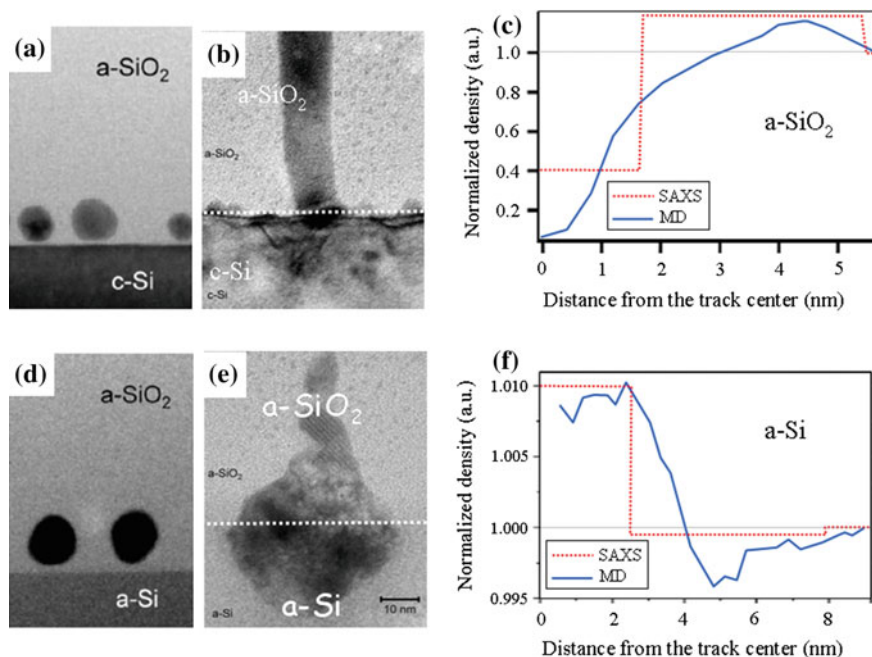 (a)
a-SiO₂
c-Si
(b)
a-SiO₂
a-SiO₂
c-Si
c-Si
(c)
Normalized density (a.u.)
1.0
0.8
0.6
0.4
0.2
a-SiO₂
SAXS
MD
0 1 2 3 4 5
Distance from the track center (nm)
(d)
a-SiO₂
a-Si
(e)
a-SiO₂
a-SiO₂
a-Si
a-Si
10 nm
(f)
Normalized density (a.u.)
1.010
1.005
1.000
0.995
a-Si
SAXS
MD
0 2 4 6 8
Distance from the track center (nm)